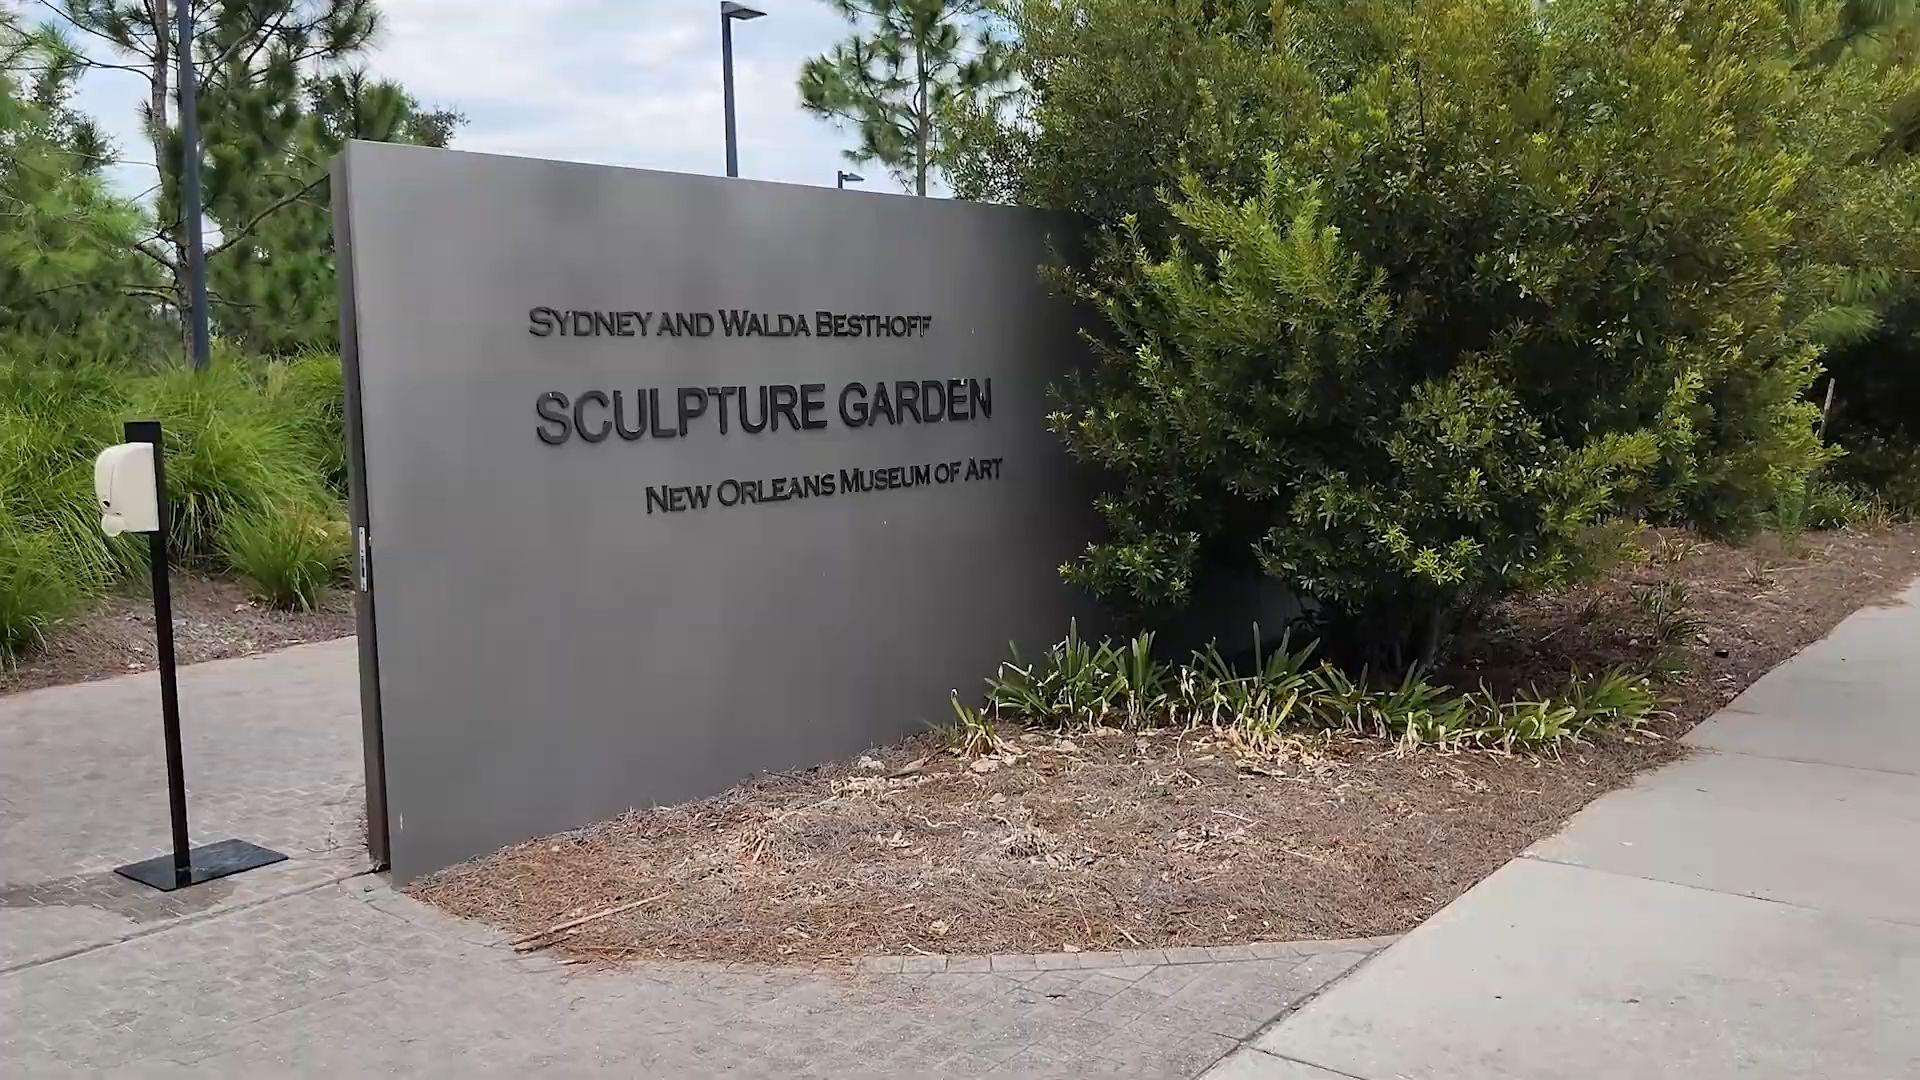 SYDNEY AND WALDA BESTHOFF
SCULPTURE GARDEN
NEW ORLEANS MUSEUM OF ART